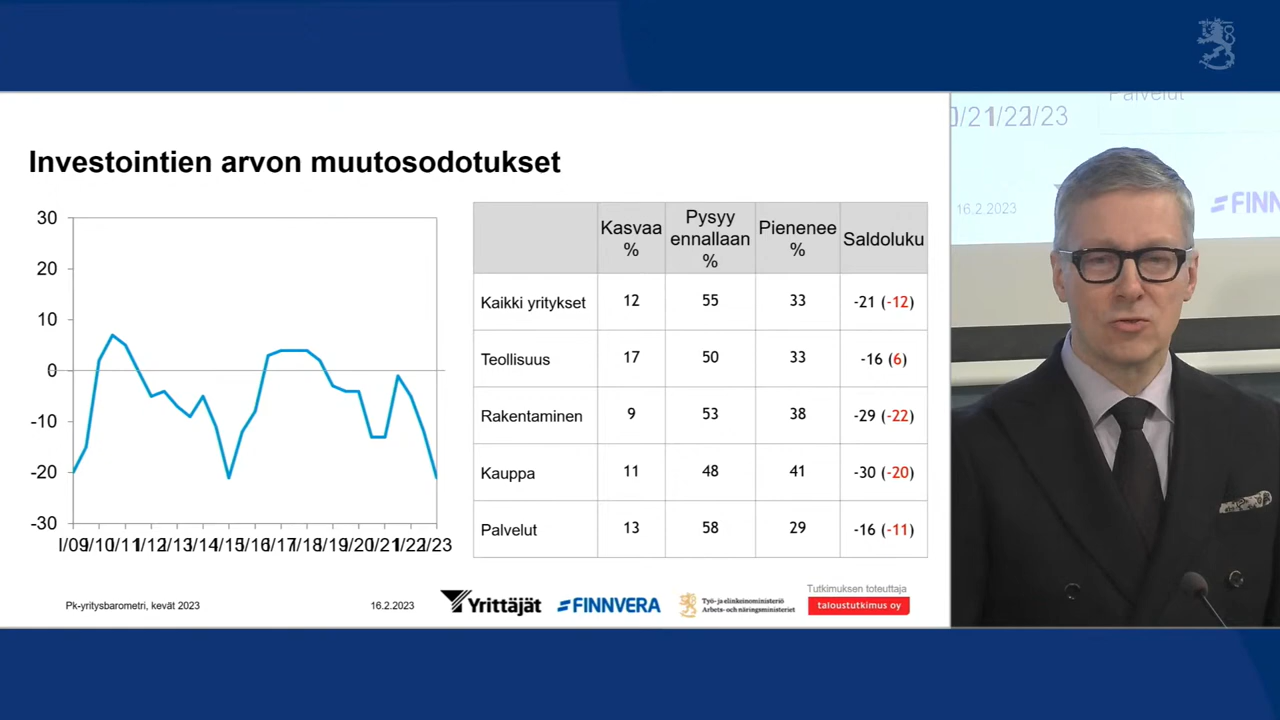 Investointien arvon muutosodotukset
30
20
10
0
-10
-20
-30
I/09 I/10 I/11 I/12 I/13 I/14 I/15 I/16 I/17 I/18 I/19 I/20 I/21 I/22 I/23
Kasvaa % Pysyy ennallaan % Pienenee % Saldoluku
Kaikki yritykset 12 55 33 -21 (-12)
Teollisuus 17 50 33 -16 (6)
Rakentaminen 9 53 38 -29 (-22)
Kauppa 11 48 41 -30 (-20)
Palvelut 13 58 29 -16 (-11)
Pk-yritysbarometri, kevät 2023
16.2.2023
Yrittäjät
FINNVERA
Työ- ja elinkeinoministeriö
Arbets- och näringsministeriet
Tutkimuksen toteuttaja
taloustutkimus oy
Palvelut
/21 I/22 I/23
16.2.2023
FINN